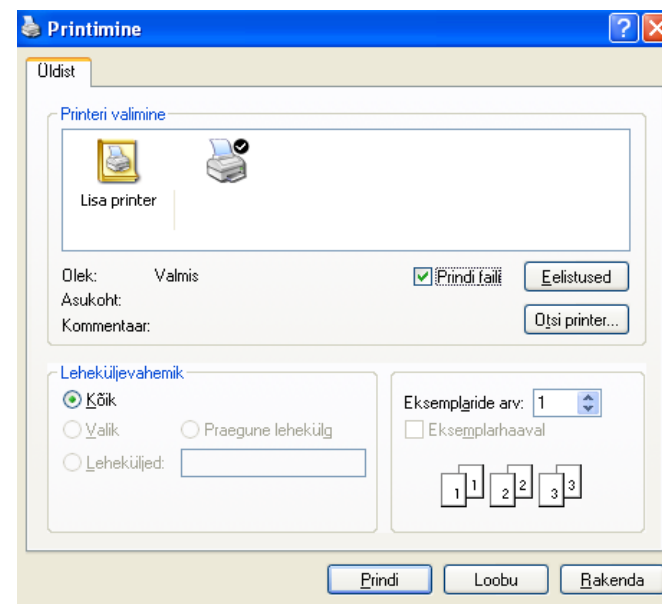 Printimine
Üldist
Printeri valimine
Lisa printer
Olek: Valmis
Prindi faili
Eelistused
Asukoht:
Kommentaar:
Otsi printer...
Leheküljevahemik
Kõik
Valik
Praegune lehekülg
Leheküljed:
Eksemplaride arv: 1
Eksemplarhaaval
1 1 2 2 3 3
Prindi
Loobu
Rakenda